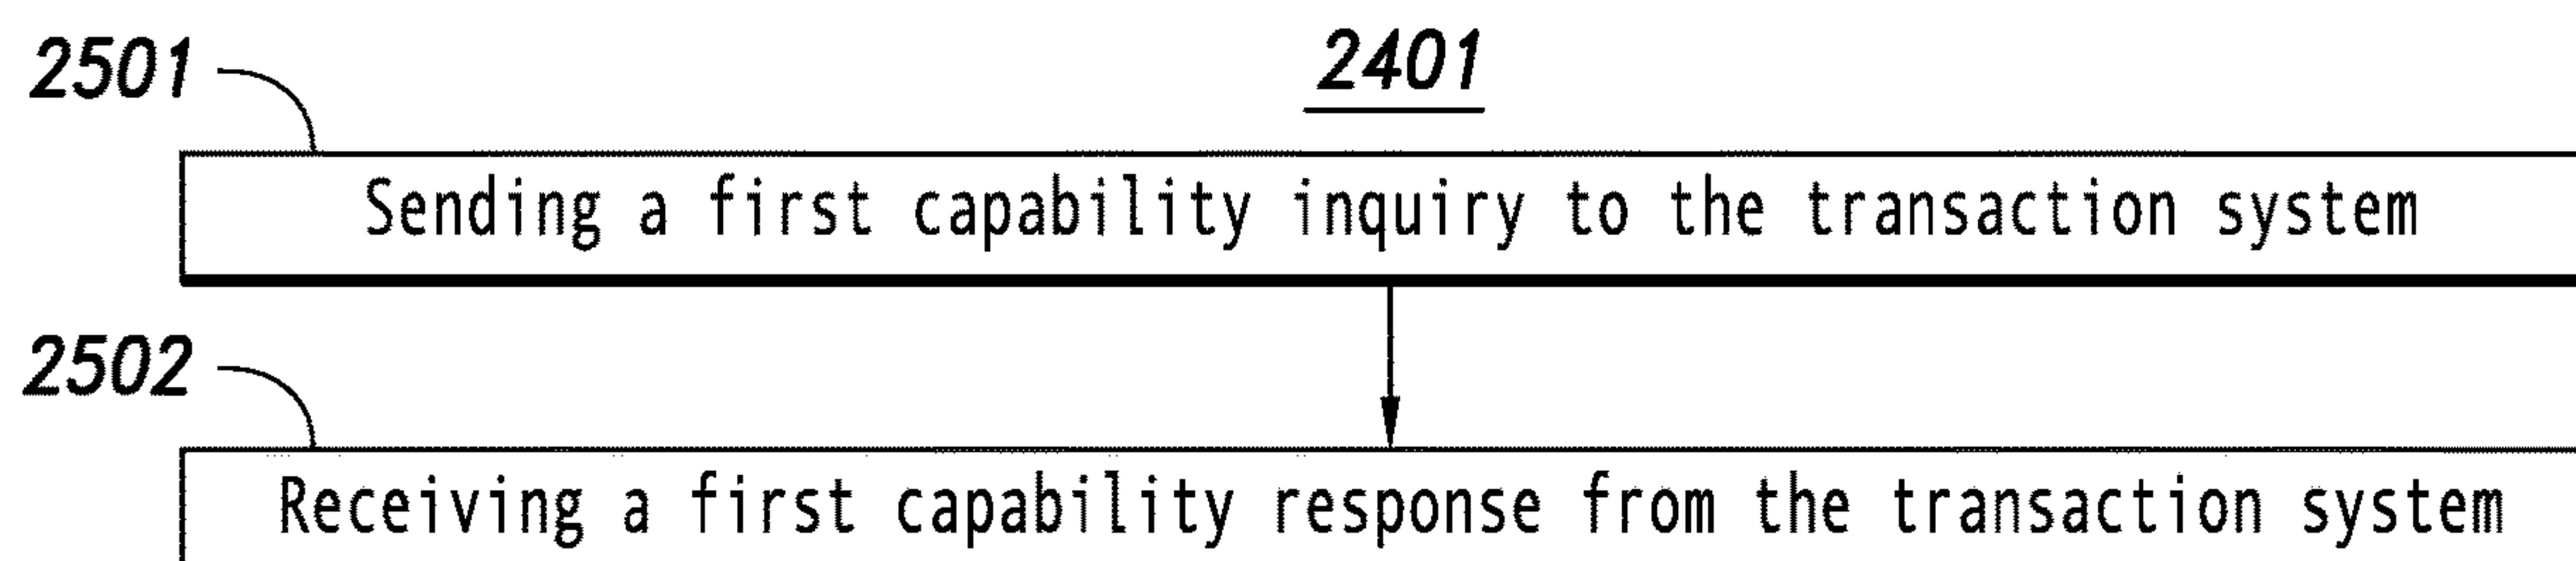 2501
2401
Sending a first capability inquiry to the transaction system
2502
Receiving a first capability response from the transaction system